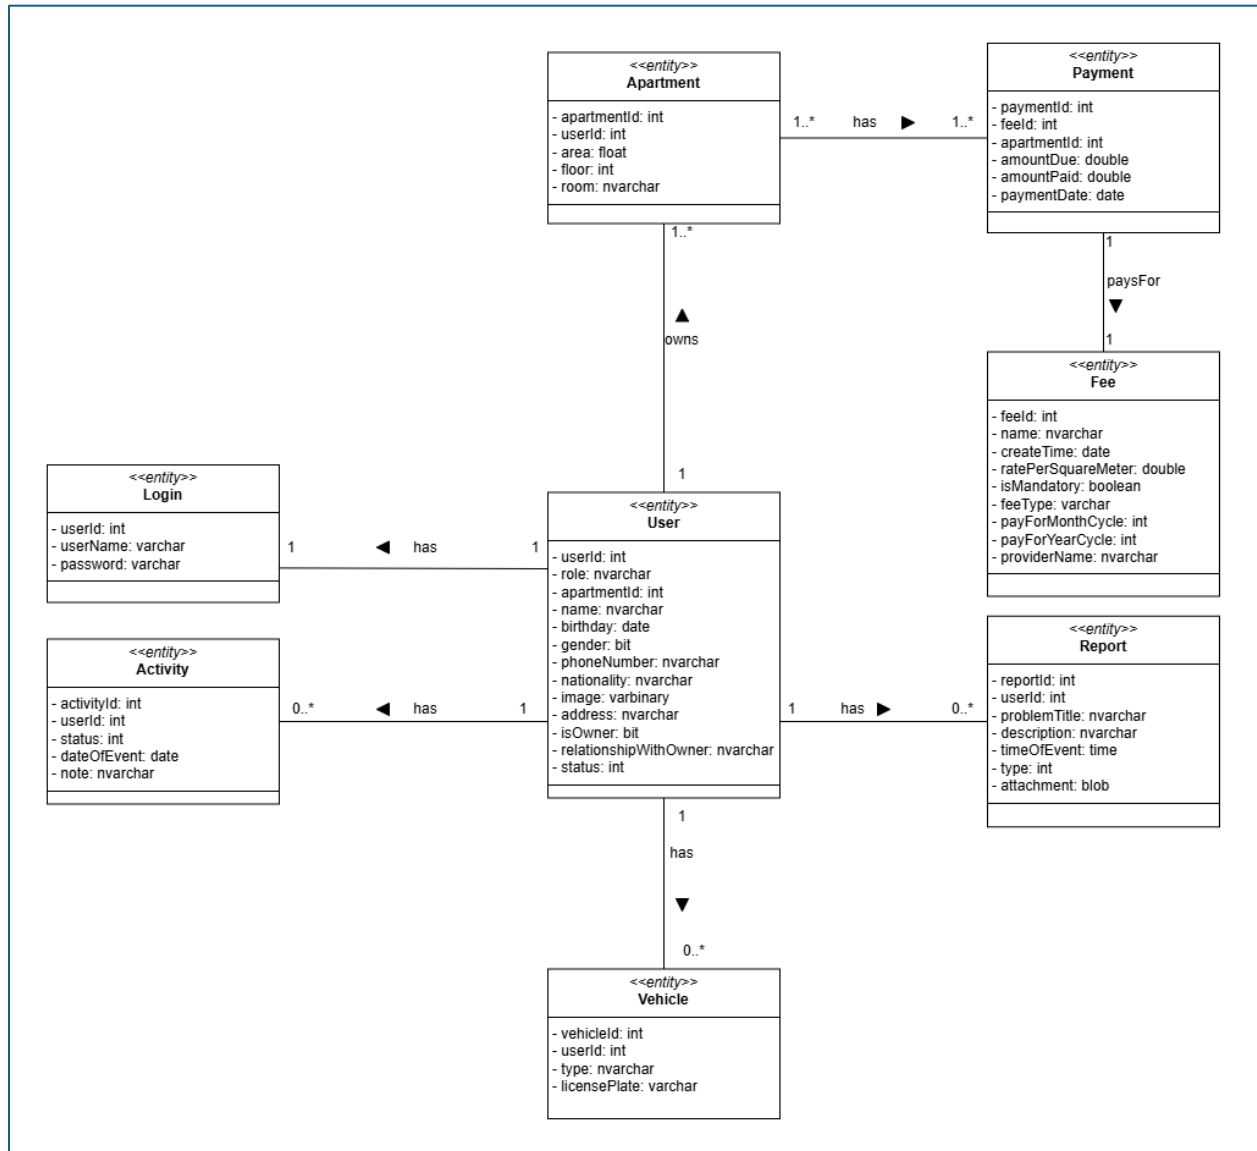 <<entity>>
Apartment
- apartmentId: int
- userId: int
- area: float
- floor: int
- room: nvarchar
<<entity>>
Payment
- paymentId: int
- feeId: int
- apartmentId: int
- amountDue: double
- amountPaid: double
- paymentDate: date
1..* has 1..*
1
paysFor
1
1..*
owns
1
<<entity>>
Fee
- feeId: int
- name: nvarchar
- createTime: date
- ratePerSquareMeter: double
- isMandatory: boolean
- feeType: varchar
- payForMonthCycle: int
- payForYearCycle: int
- providerName: nvarchar
<<entity>>
Login
- userId: int
- userName: varchar
- password: varchar
1 has 1
<<entity>>
User
- userId: int
- role: nvarchar
- apartmentId: int
- name: nvarchar
- birthday: date
- gender: bit
- phoneNumber: nvarchar
- nationality: nvarchar
- image: varbinary
- address: nvarchar
- isOwner: bit
- relationshipWithOwner: nvarchar
- status: int
<<entity>>
Activity
- activityId: int
- userId: int
- status: int
- dateOfEvent: date
- note: nvarchar
0..* has 1
1 has 0..*
<<entity>>
Report
- reportId: int
- userId: int
- problemTitle: nvarchar
- description: nvarchar
- timeOfEvent: time
- type: int
- attachment: blob
1
has
0..*
<<entity>>
Vehicle
- vehicleId: int
- userId: int
- type: nvarchar
- licensePlate: varchar